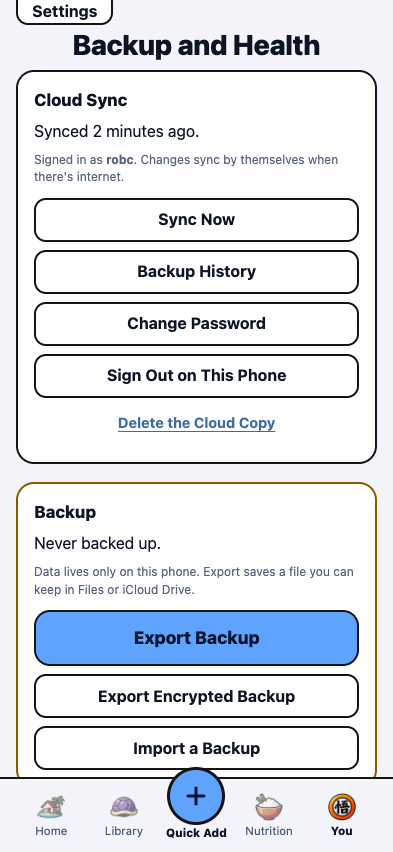 Settings
Backup and Health
Cloud Sync
Synced 2 minutes ago.
Signed in as robc. Changes sync by themselves when
there's internet.
Sync Now
Backup History
Change Password
Sign Out on This Phone
Delete the Cloud Copy
Backup
Never backed up.
Data lives only on this phone. Export saves a file you can
keep in Files or iCloud Drive.
Export Backup
Export Encrypted Backup
Import a Backup
悟
Home
Library
Quick Add
Nutrition
You